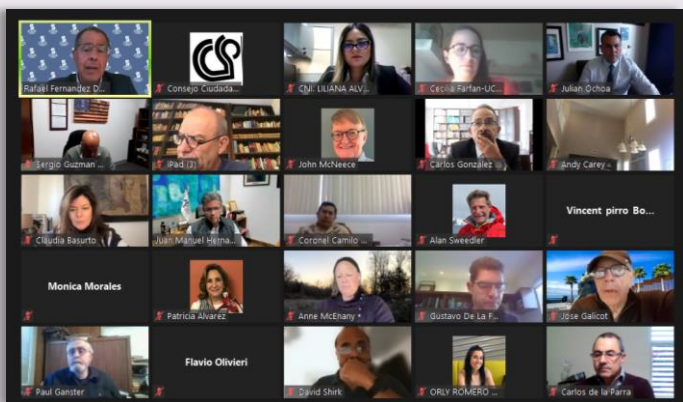 Rafael Fernandez D...
Consejo Ciudada...
CNI: LILIANA ALV...
Cecilia Farfan-UC...
Julian Ochoa
Sergio Guzman ...
iPad (3)
John McNeece
Carlos González
Andy Carey
Claudia Basurto
Juan Manuel Herna...
Coronel Camilo ...
Alan Sweedler
Vincent pirro Bo...
Monica Morales
Patricia Alvarez
Anne McEnany
Gustavo De La F...
Jose Galicot
Paul Ganster
Flavio Olivieri
David Shirk
ORLY ROMERO ...
Carlos de la Parra